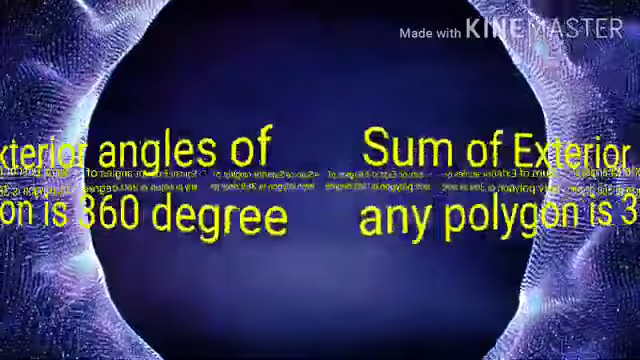 Made with KINEMASTER
xterior angles of
on is 360 degree
Sum of Exterior
any polygon is 3